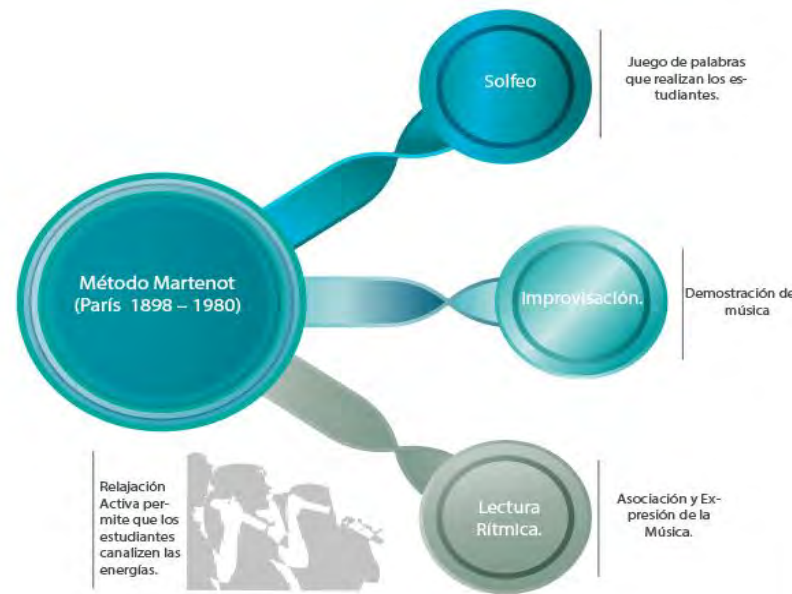 Solfeo
Juego de palabras
que realizan los es-
tudiantes.
Método Martenot
(París 1898 – 1980)
Improvisación.
Demostración de
música
Relajación
Activa per-
mite que los
estudiantes
canalizen las
energías.
Lectura
Rítmica.
Asociación y Ex-
presión de la
Música.